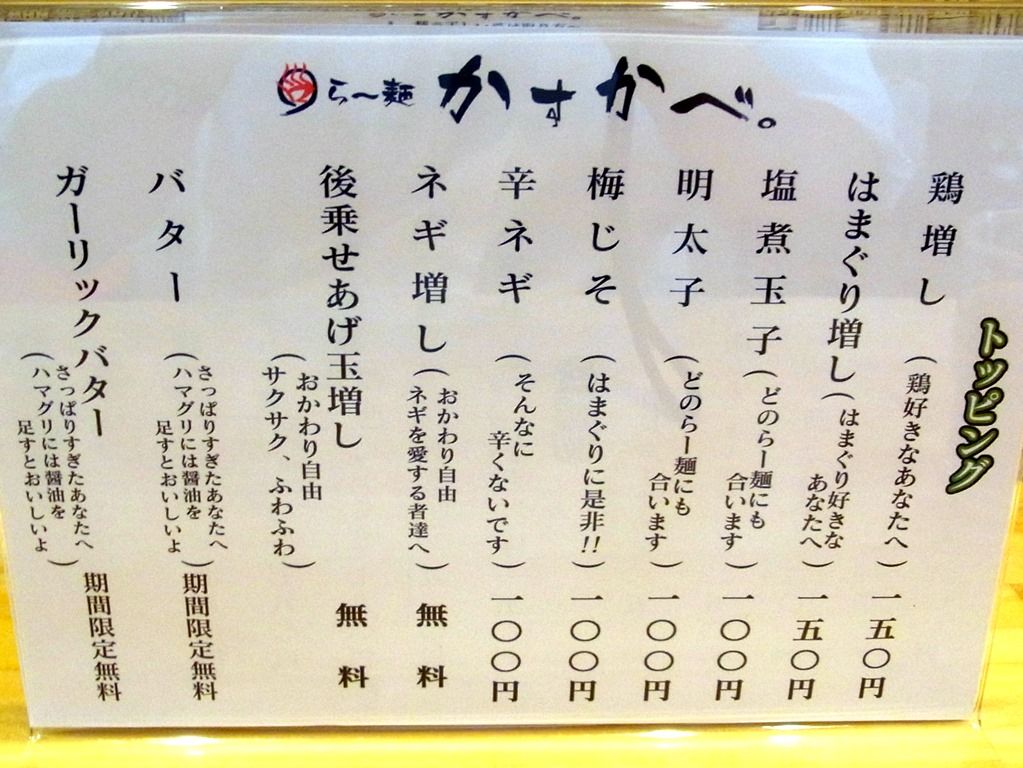 ら〜麺 かすかべ。
トッピング
鶏増し（鶏好きなあなたへ）一五〇円
はまぐり増し（はまぐり好きな
あなたへ）一五〇円
塩煮玉子（どのらー麺にも
合います）一〇〇円
明太子（どのらー麺にも
合います）一〇〇円
梅じそ（はまぐりに是非!!）一〇〇円
辛ネギ（そんなに
辛くないです）一〇〇円
ネギ増し（おかわり自由
ネギを愛する者達へ）無料
後乗せあげ玉増し
（おかわり自由
サクサク、ふわふわ）無料
バター（さっぱりすぎたあなたへ
ハマグリには醤油を
足すとおいしいよ）期間限定無料
ガーリックバター
（さっぱりすぎたあなたへ
ハマグリには醤油を
足すとおいしいよ）期間限定無料